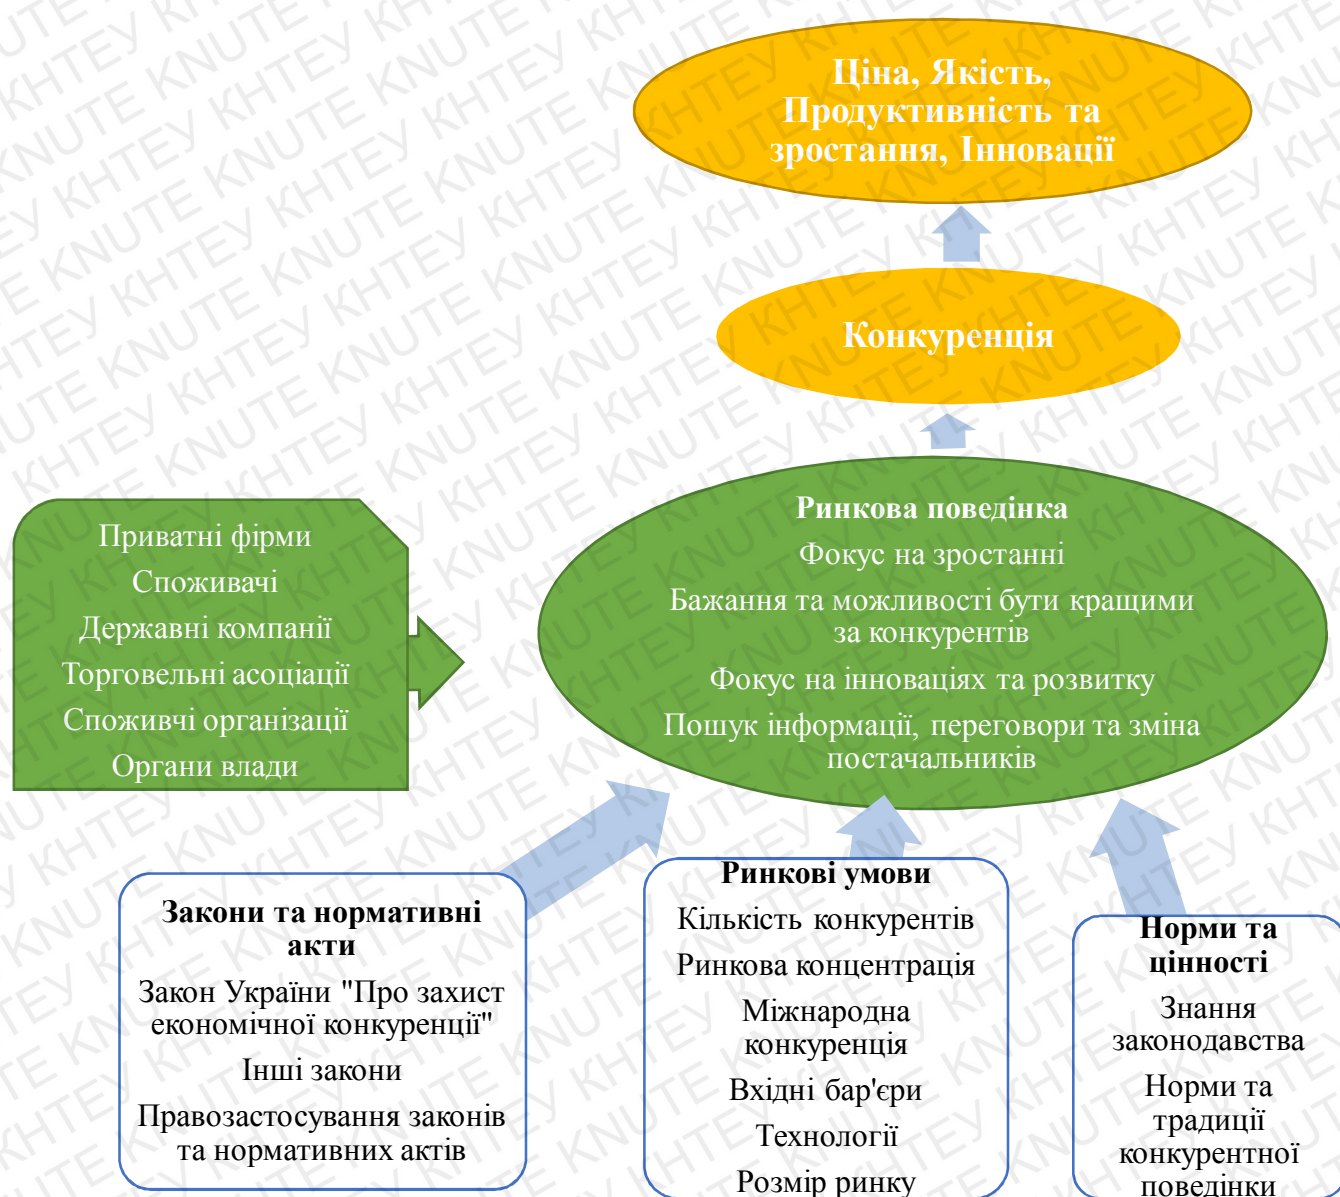 Ціна, Якість,
Продуктивність та
зростання, Інновації
Конкуренція
Ринкова поведінка
Фокус на зростанні
Бажання та можливості бути кращими
за конкурентів
Фокус на інноваціях та розвитку
Пошук інформації, переговори та зміна
постачальників
Приватні фірми
Споживачі
Державні компанії
Торговельні асоціації
Споживчі організації
Органи влади
Закони та нормативні
акти
Закон України "Про захист
економічної конкуренції"
Інші закони
Правозастосування законів
та нормативних актів
Ринкові умови
Кількість конкурентів
Ринкова концентрація
Міжнародна
конкуренція
Вхідні бар'єри
Технології
Розмір ринку
Норми та
цінності
Знання
законодавства
Норми та
традиції
конкурентної
поведінки